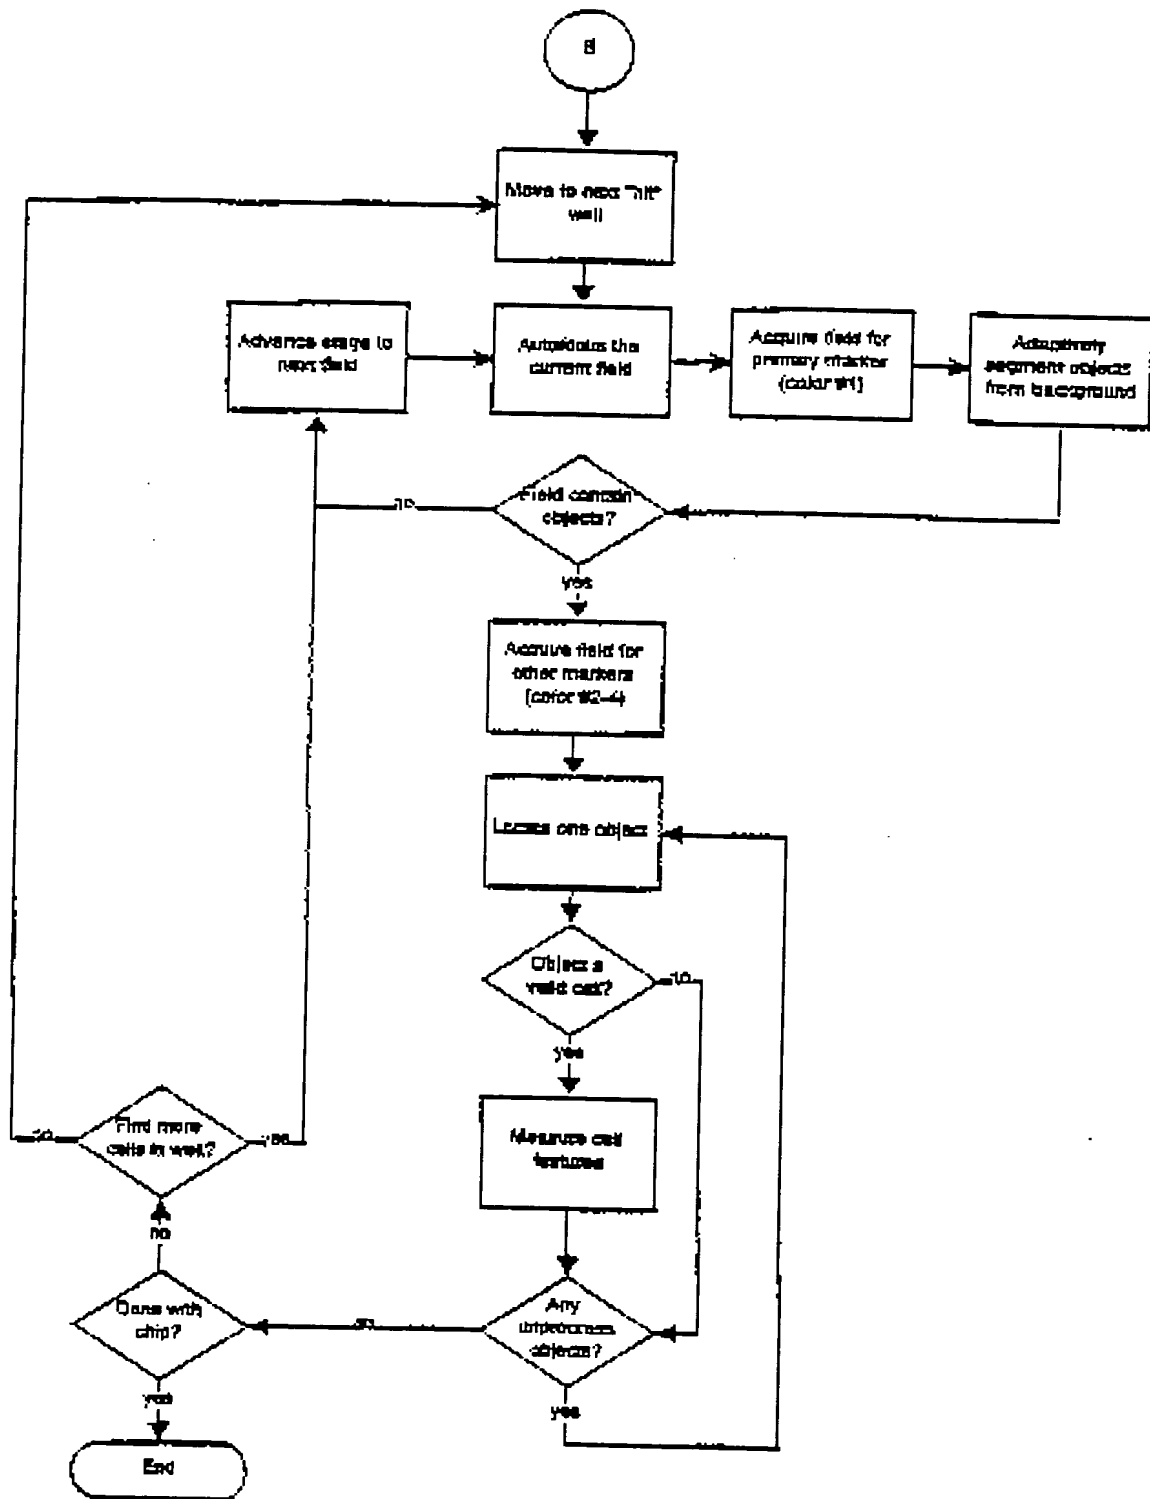 B
Move to next "hit"
well
Advance stage to
next field
Autofocus the
current field
Acquire field for
primary marker
(color #1)
Adaptively
segment objects
from background
Field contain
objects?
no
yes
Acquire field for
other markers
(color #2-4)
Locate one object
Object a
valid cell?
no
yes
Measure cell
features
Find more
cells in well?
no
yes
no
Done with
chip?
no
Any
objects?
yes
yes
End